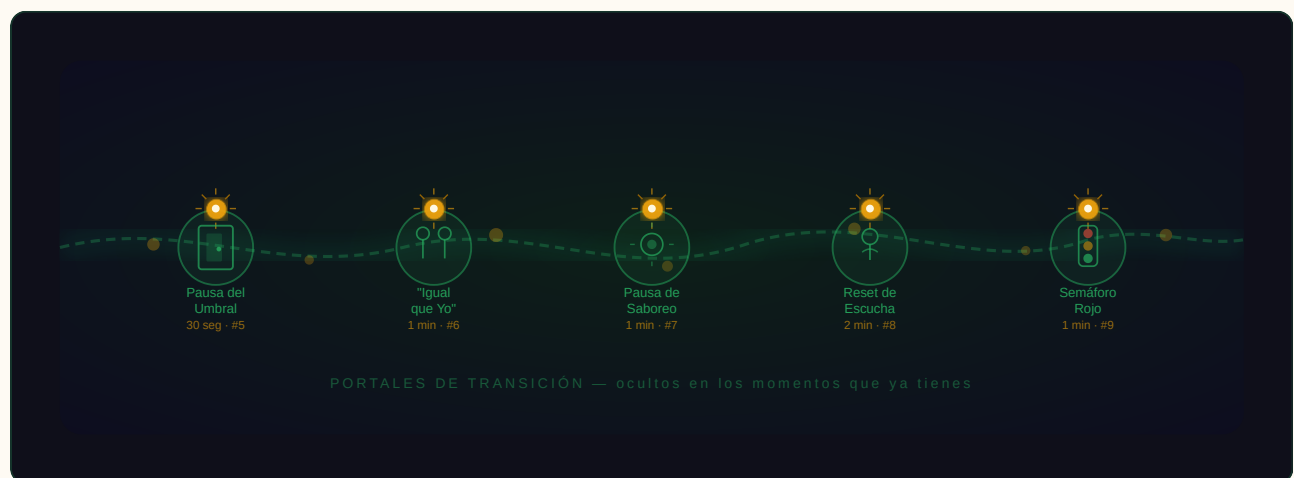 Pausa del
Umbral
30 seg · #5
"Igual
que Yo"
1 min · #6
Pausa de
Saboreo
1 min · #7
Reset de
Escucha
2 min · #8
Semáforo
Rojo
1 min · #9
PORTALES DE TRANSICIÓN — ocultos en los momentos que ya tienes